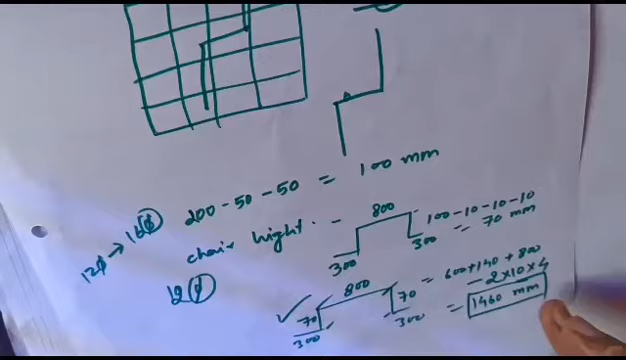 200 - 50 - 50 = 100 mm
12φ → 16φ
chair hight. -
800
300
300
100-10-10-10
= 70 mm
12φ
800
70
70
300
300
= 600+140+800
- 2×10×4
= 1460 mm